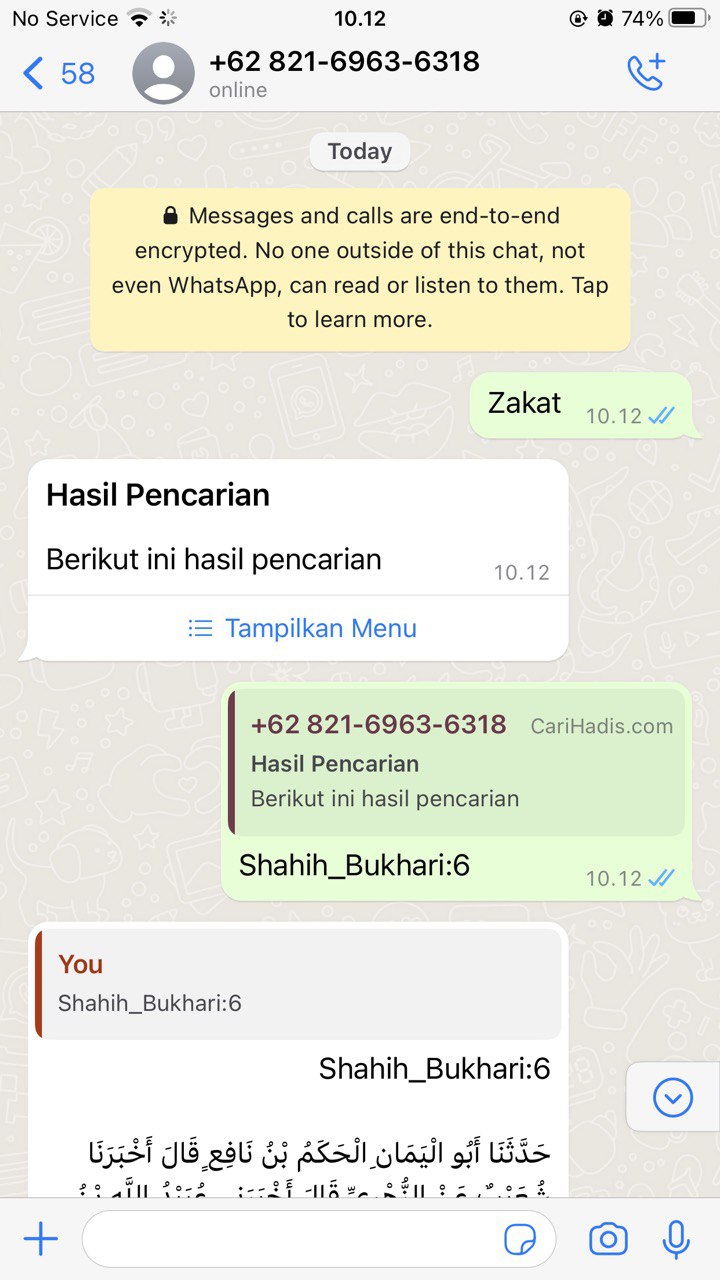 No Service 10.12 74%
58 +62 821-6963-6318
online
Today
Messages and calls are end-to-end
encrypted. No one outside of this chat, not
even WhatsApp, can read or listen to them. Tap
to learn more.
Zakat 10.12
Hasil Pencarian
Berikut ini hasil pencarian 10.12
Tampilkan Menu
+62 821-6963-6318 CariHadis.com
Hasil Pencarian
Berikut ini hasil pencarian
Shahih_Bukhari:6 10.12
You
Shahih_Bukhari:6
Shahih_Bukhari:6
حَدَّثَنَا أَبُو الْيَمَانِ الْحَكَمُ بْنُ نَافِعٍ قَالَ أَخْبَرَنَا